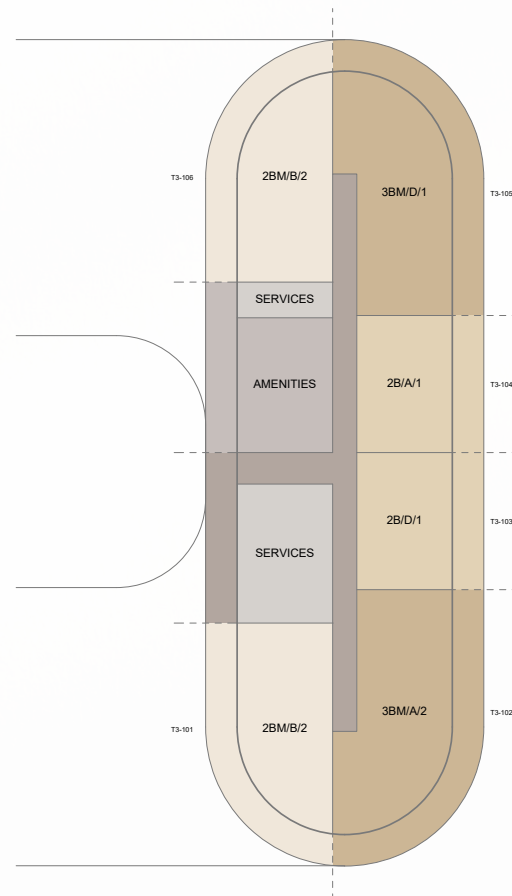 T3-106
2BM/B/2
3BM/D/1
T3-105
SERVICES
AMENITIES
2B/A/1
T3-104
2B/D/1
T3-103
SERVICES
3BM/A/2
T3-102
T3-101
2BM/B/2